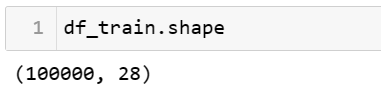 1 df_train.shape
(100000, 28)